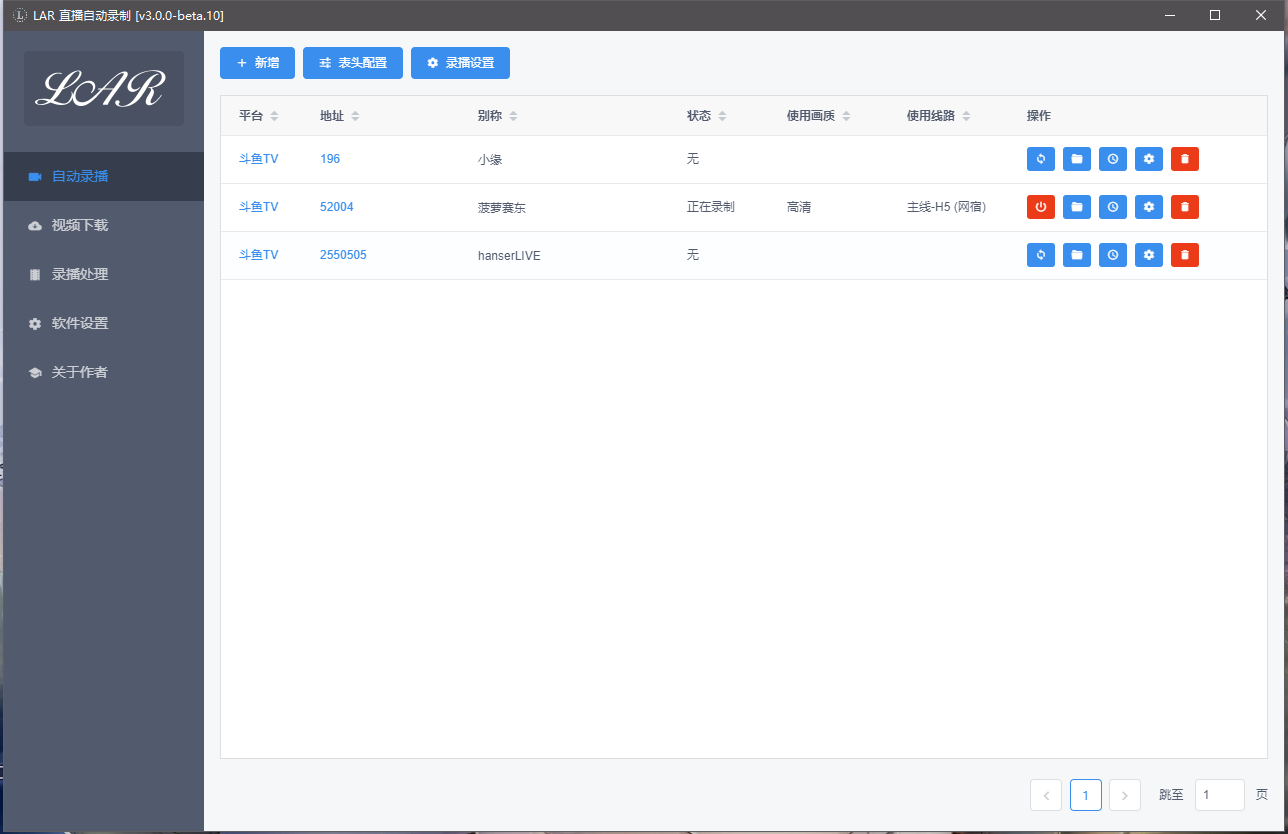 LAR 直播自动录制 [v3.0.0-beta.10]
LAR
自动录播
视频下载
录播处理
软件设置
关于作者
新增 表头配置 录播设置
平台 地址 别称 状态 使用画质 使用线路 操作
斗鱼TV 196 小缘 无
斗鱼TV 52004 菠萝赛东 正在录制 高清 主线-H5 (网宿)
斗鱼TV 2550505 hanserLIVE 无
1 跳至 1 页